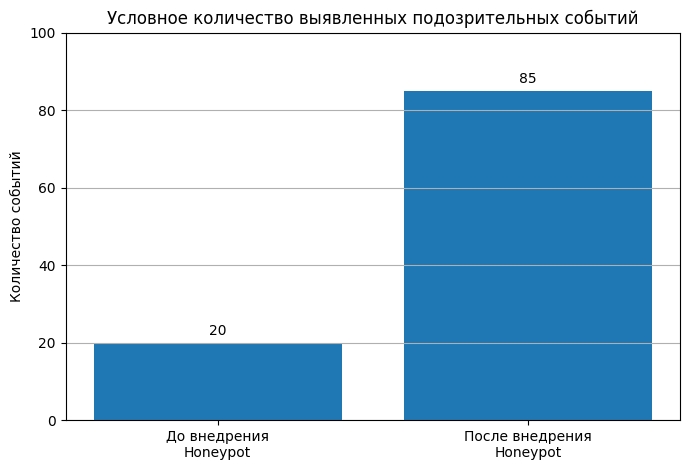 Условное количество выявленных подозрительных событий
Количество событий
100
80
60
40
20
0
20
85
До внедрения
Honeypot
После внедрения
Honeypot